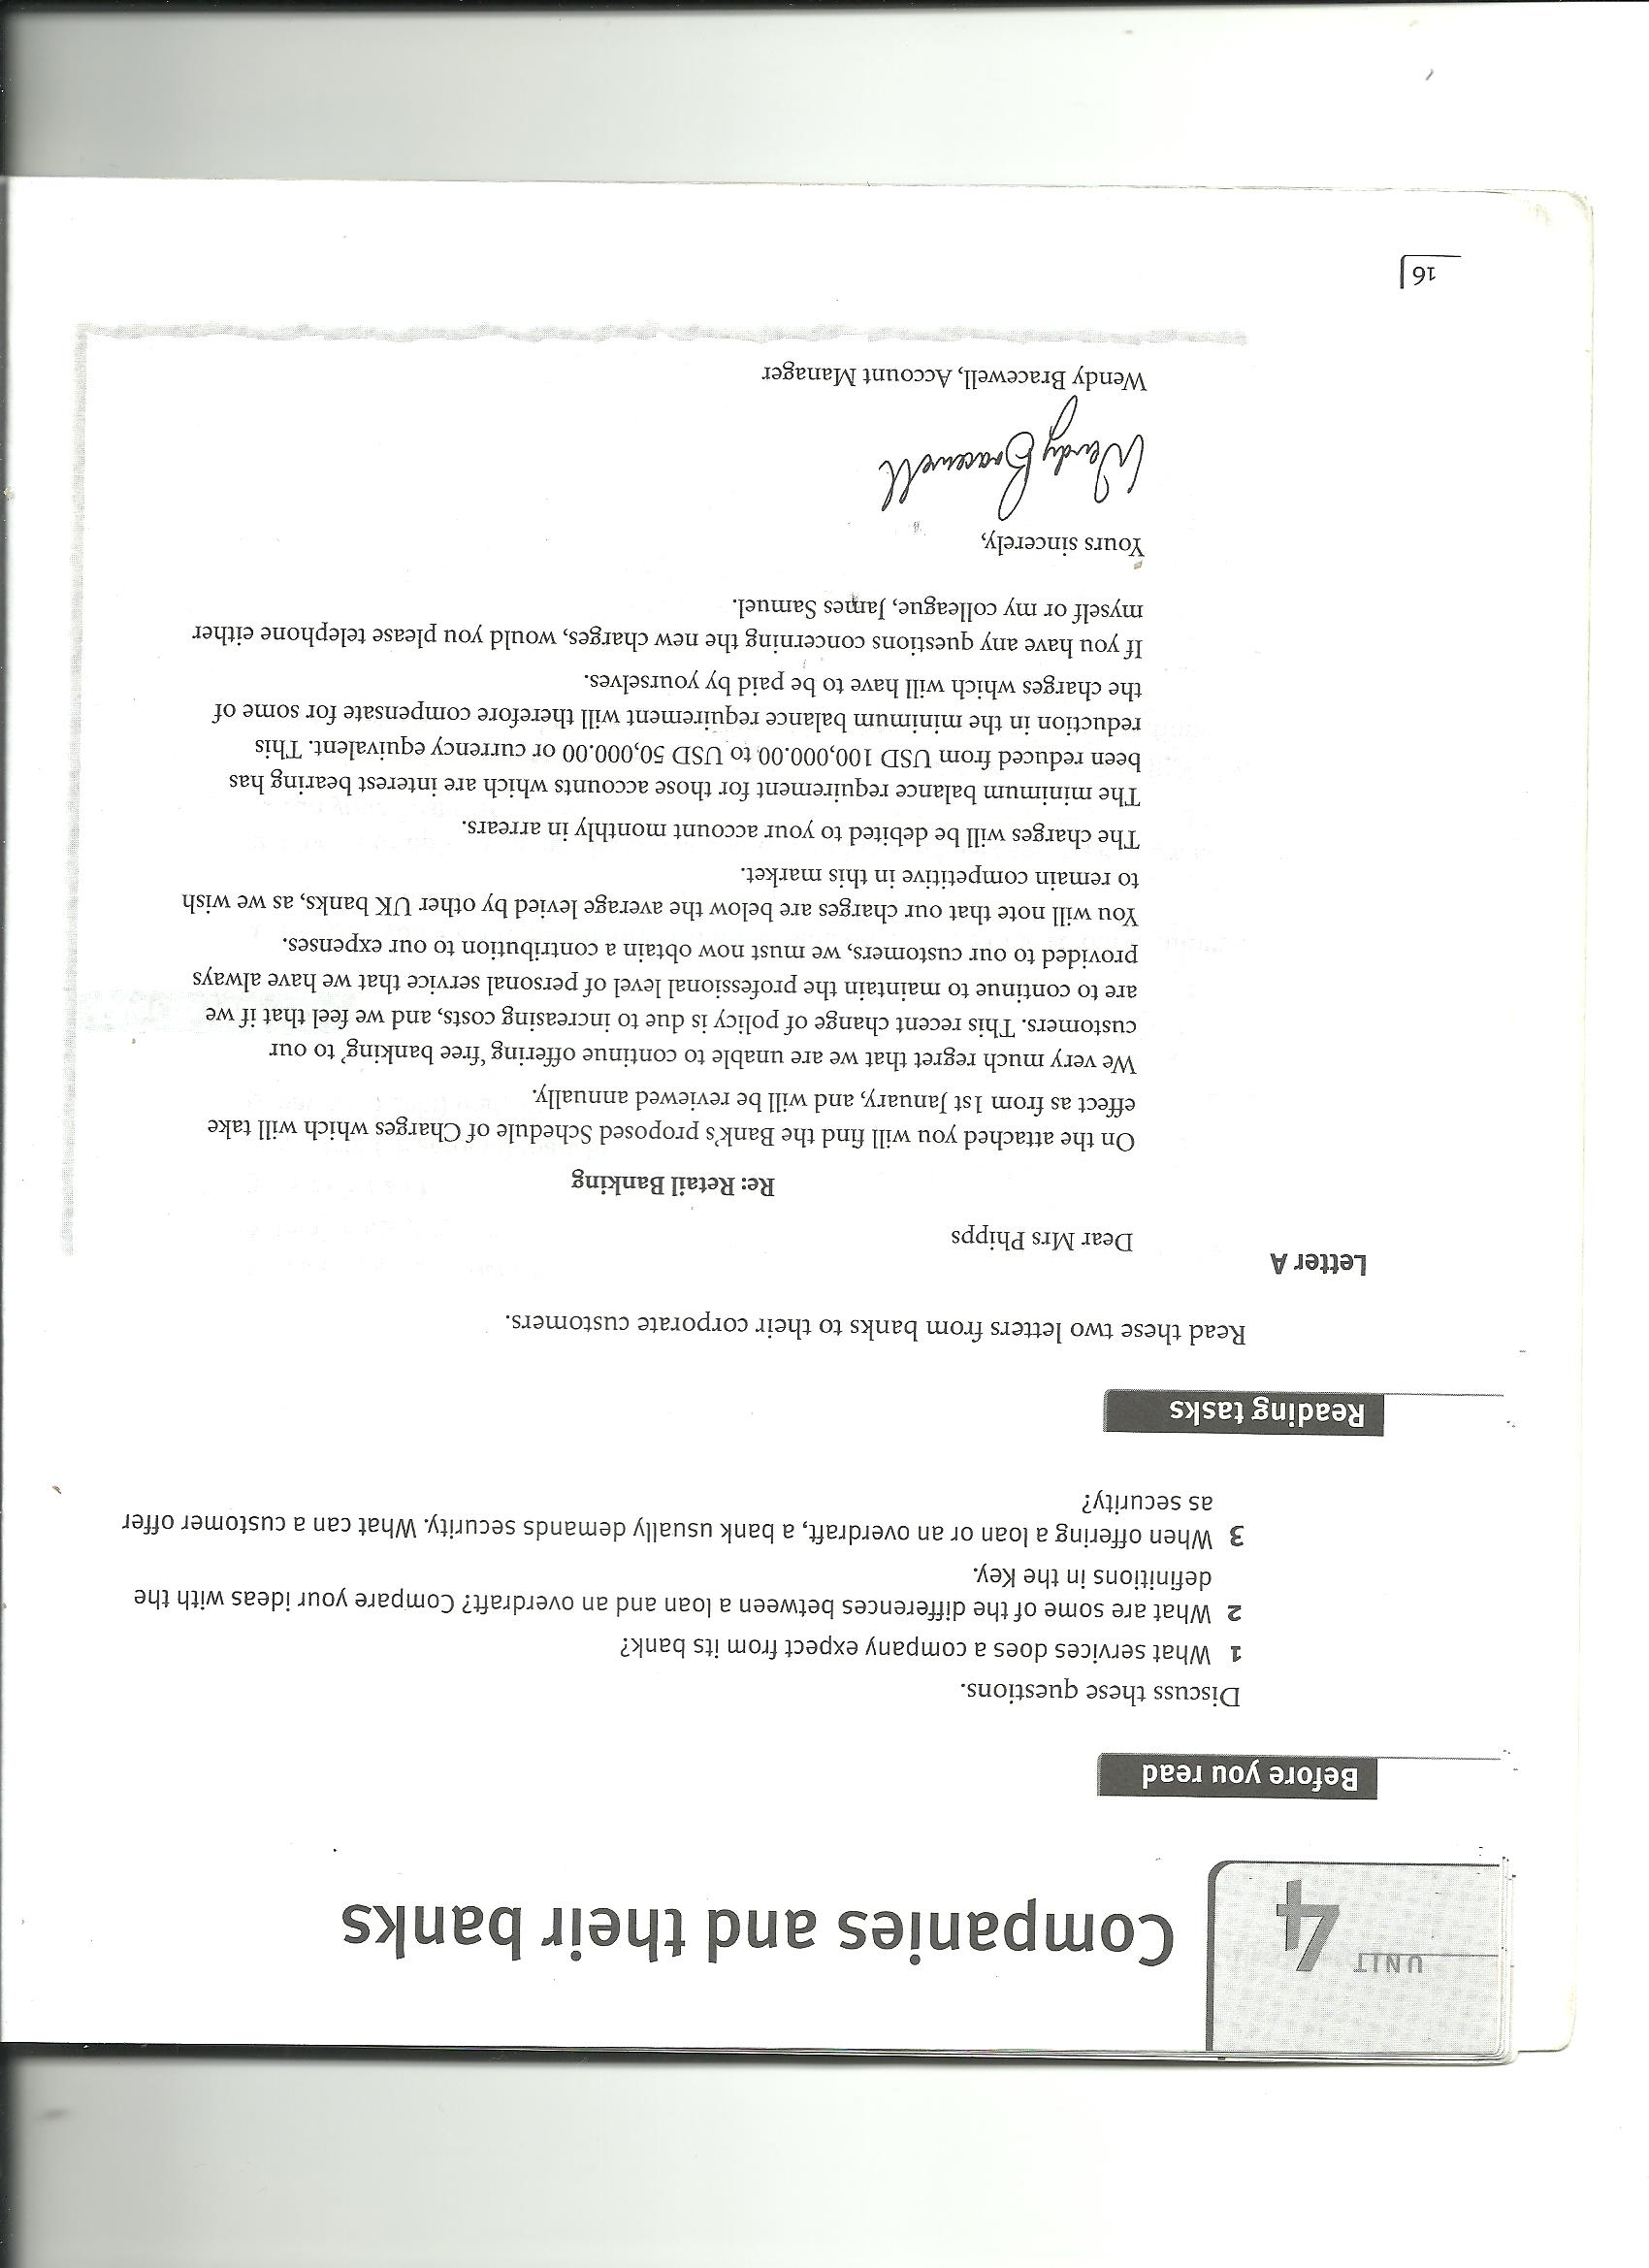 UNIT 4
Companies and their banks
Before you read
Discuss these questions.
1 What services does a company expect from its bank?
2 What are some of the differences between a loan and an overdraft? Compare your ideas with the
definitions in the Key.
3 When offering a loan or an overdraft, a bank usually demands security. What can a customer offer
as security?
Reading tasks
Read these two letters from banks to their corporate customers.
Letter A
Dear Mrs Phipps
Re: Retail Banking
On the attached you will find the Bank's proposed Schedule of Charges which will take
effect as from 1st January, and will be reviewed annually.
We very much regret that we are unable to continue offering 'free banking' to our
customers. This recent change of policy is due to increasing costs, and we feel that if we
are to continue to maintain the professional level of personal service that we have always
provided to our customers, we must now obtain a contribution to our expenses.
You will note that our charges are below the average levied by other UK banks, as we wish
to remain competitive in this market.
The charges will be debited to your account monthly in arrears.
The minimum balance requirement for those accounts which are interest bearing has
been reduced from USD 100,000.00 to USD 50,000.00 or currency equivalent. This
reduction in the minimum balance requirement will therefore compensate for some of
the charges which will have to be paid by yourselves.
If you have any questions concerning the new charges, would you please telephone either
myself or my colleague, James Samuel.
Yours sincerely,
Wendy Bracewell
Wendy Bracewell, Account Manager
16